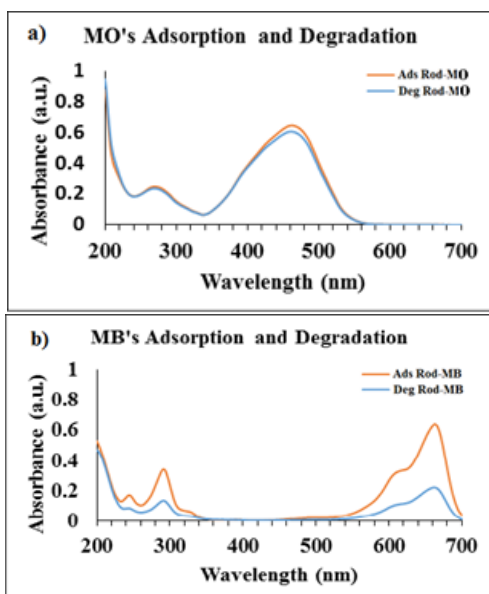 a) MO's Adsorption and Degradation
Ads Rod-MO
Deg Rod-MO
Absorbance (a.u.)
1
0.8
0.6
0.4
0.2
0
200 300 400 500 600 700
Wavelength (nm)
b) MB's Adsorption and Degradation
Ads Rod-MB
Deg Rod-MB
Absorbance (a.u.)
1
0.8
0.6
0.4
0.2
0
200 300 400 500 600 700
Wavelength (nm)